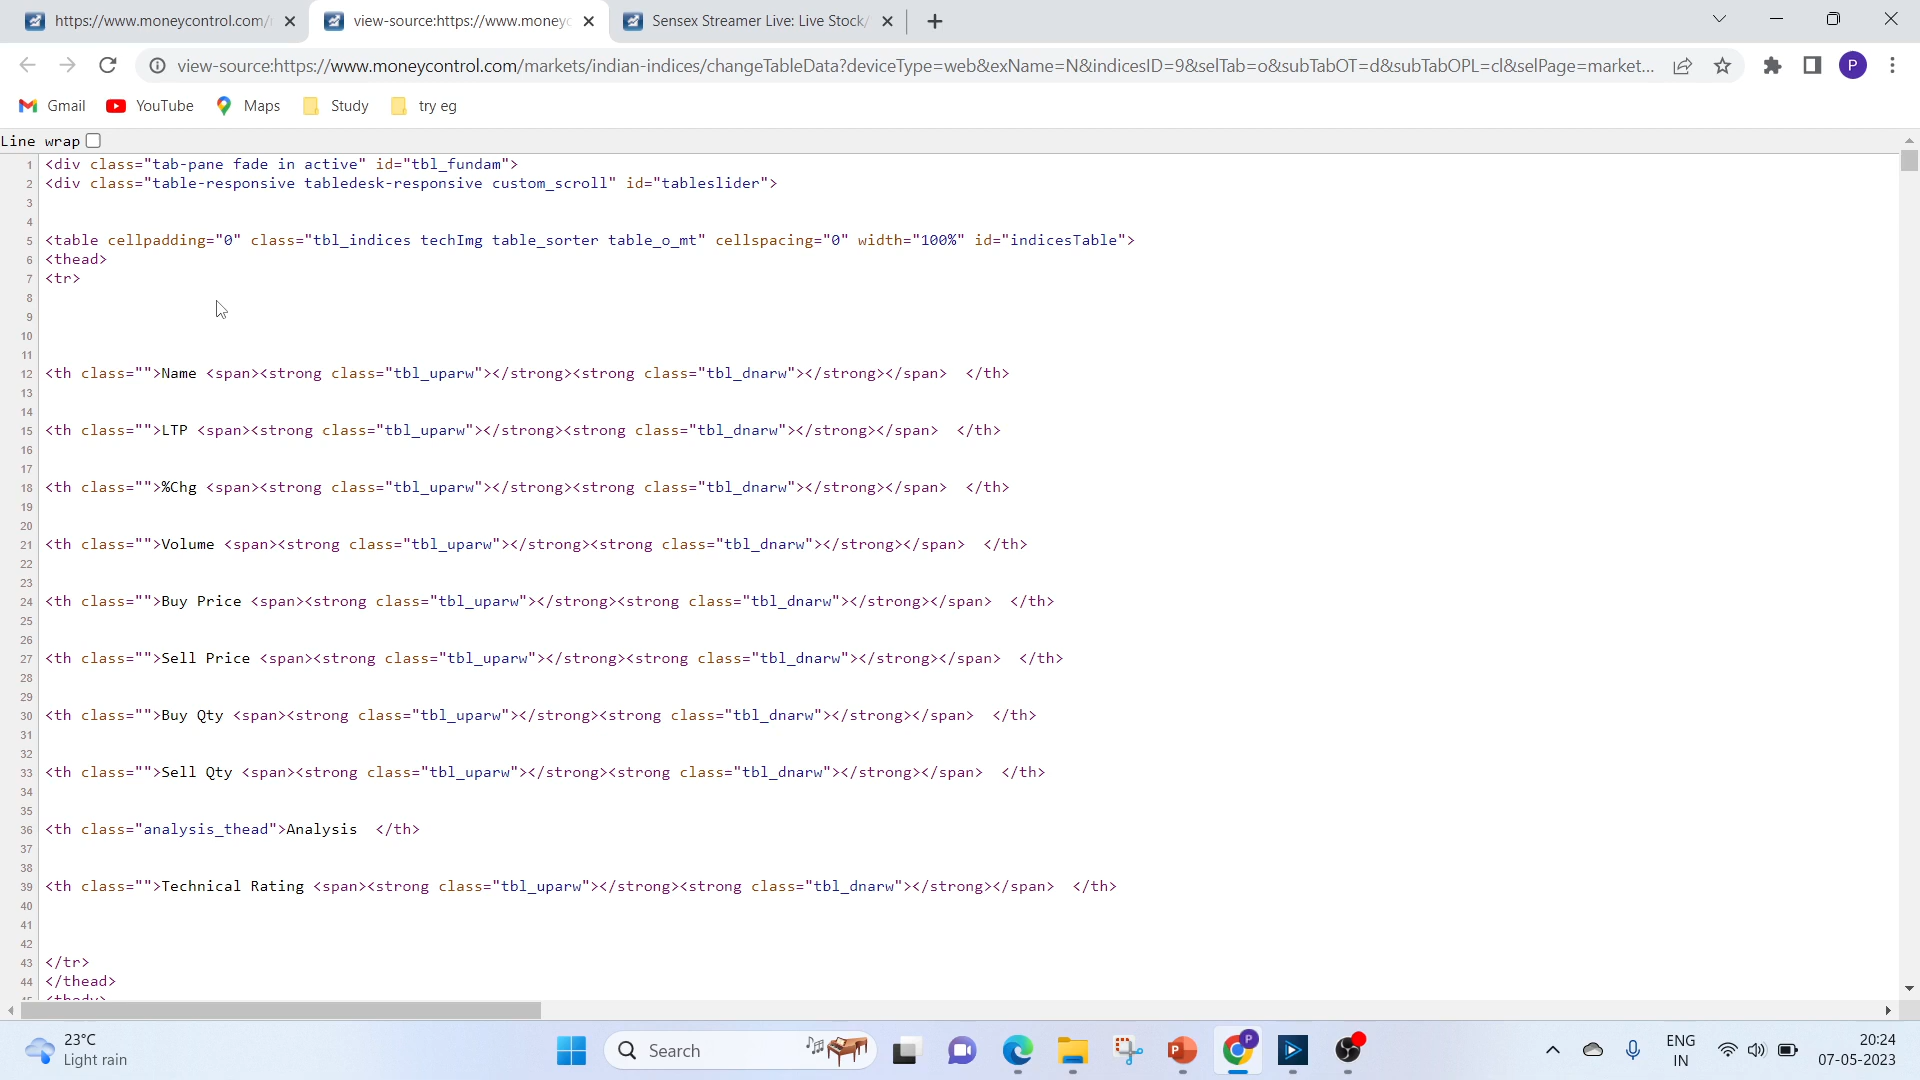 https://www.moneycontrol.com/
view-source:https://www.money
Sensex Streamer Live: Live Stock/
view-source:https://www.moneycontrol.com/markets/indian-indices/changeTableData?deviceType=web&exName=N&indicesID=9&selTab=o&subTabOT=d&subTabOPL=cl&selPage=market...
P
Gmail
YouTube
Maps
Study
try eg
Line wrap
1 <div class="tab-pane fade in active" id="tbl_fundam">
2 <div class="table-responsive tabledesk-responsive custom_scroll" id="tableslider">
3
4
5 <table cellpadding="0" class="tbl_indices techImg table_sorter table_o_mt" cellspacing="0" width="100%" id="indicesTable">
6 <thead>
7 <tr>
8
9
10
11
12 <th class="">Name <span><strong class="tbl_uparw"></strong><strong class="tbl_dnarw"></strong></span>  </th>
13
14
15 <th class="">LTP <span><strong class="tbl_uparw"></strong><strong class="tbl_dnarw"></strong></span>  </th>
16
17
18 <th class="">%Chg <span><strong class="tbl_uparw"></strong><strong class="tbl_dnarw"></strong></span>  </th>
19
20
21 <th class="">Volume <span><strong class="tbl_uparw"></strong><strong class="tbl_dnarw"></strong></span>  </th>
22
23
24 <th class="">Buy Price <span><strong class="tbl_uparw"></strong><strong class="tbl_dnarw"></strong></span>  </th>
25
26
27 <th class="">Sell Price <span><strong class="tbl_uparw"></strong><strong class="tbl_dnarw"></strong></span>  </th>
28
29
30 <th class="">Buy Qty <span><strong class="tbl_uparw"></strong><strong class="tbl_dnarw"></strong></span>  </th>
31
32
33 <th class="">Sell Qty <span><strong class="tbl_uparw"></strong><strong class="tbl_dnarw"></strong></span>  </th>
34
35
36 <th class="analysis_thead">Analysis  </th>
37
38
39 <th class="">Technical Rating <span><strong class="tbl_uparw"></strong><strong class="tbl_dnarw"></strong></span>  </th>
40
41
42
43 </tr>
44 </thead>
45 <tbody>
23°C
Light rain
Search
P
P
ENG
IN
20:24
07-05-2023